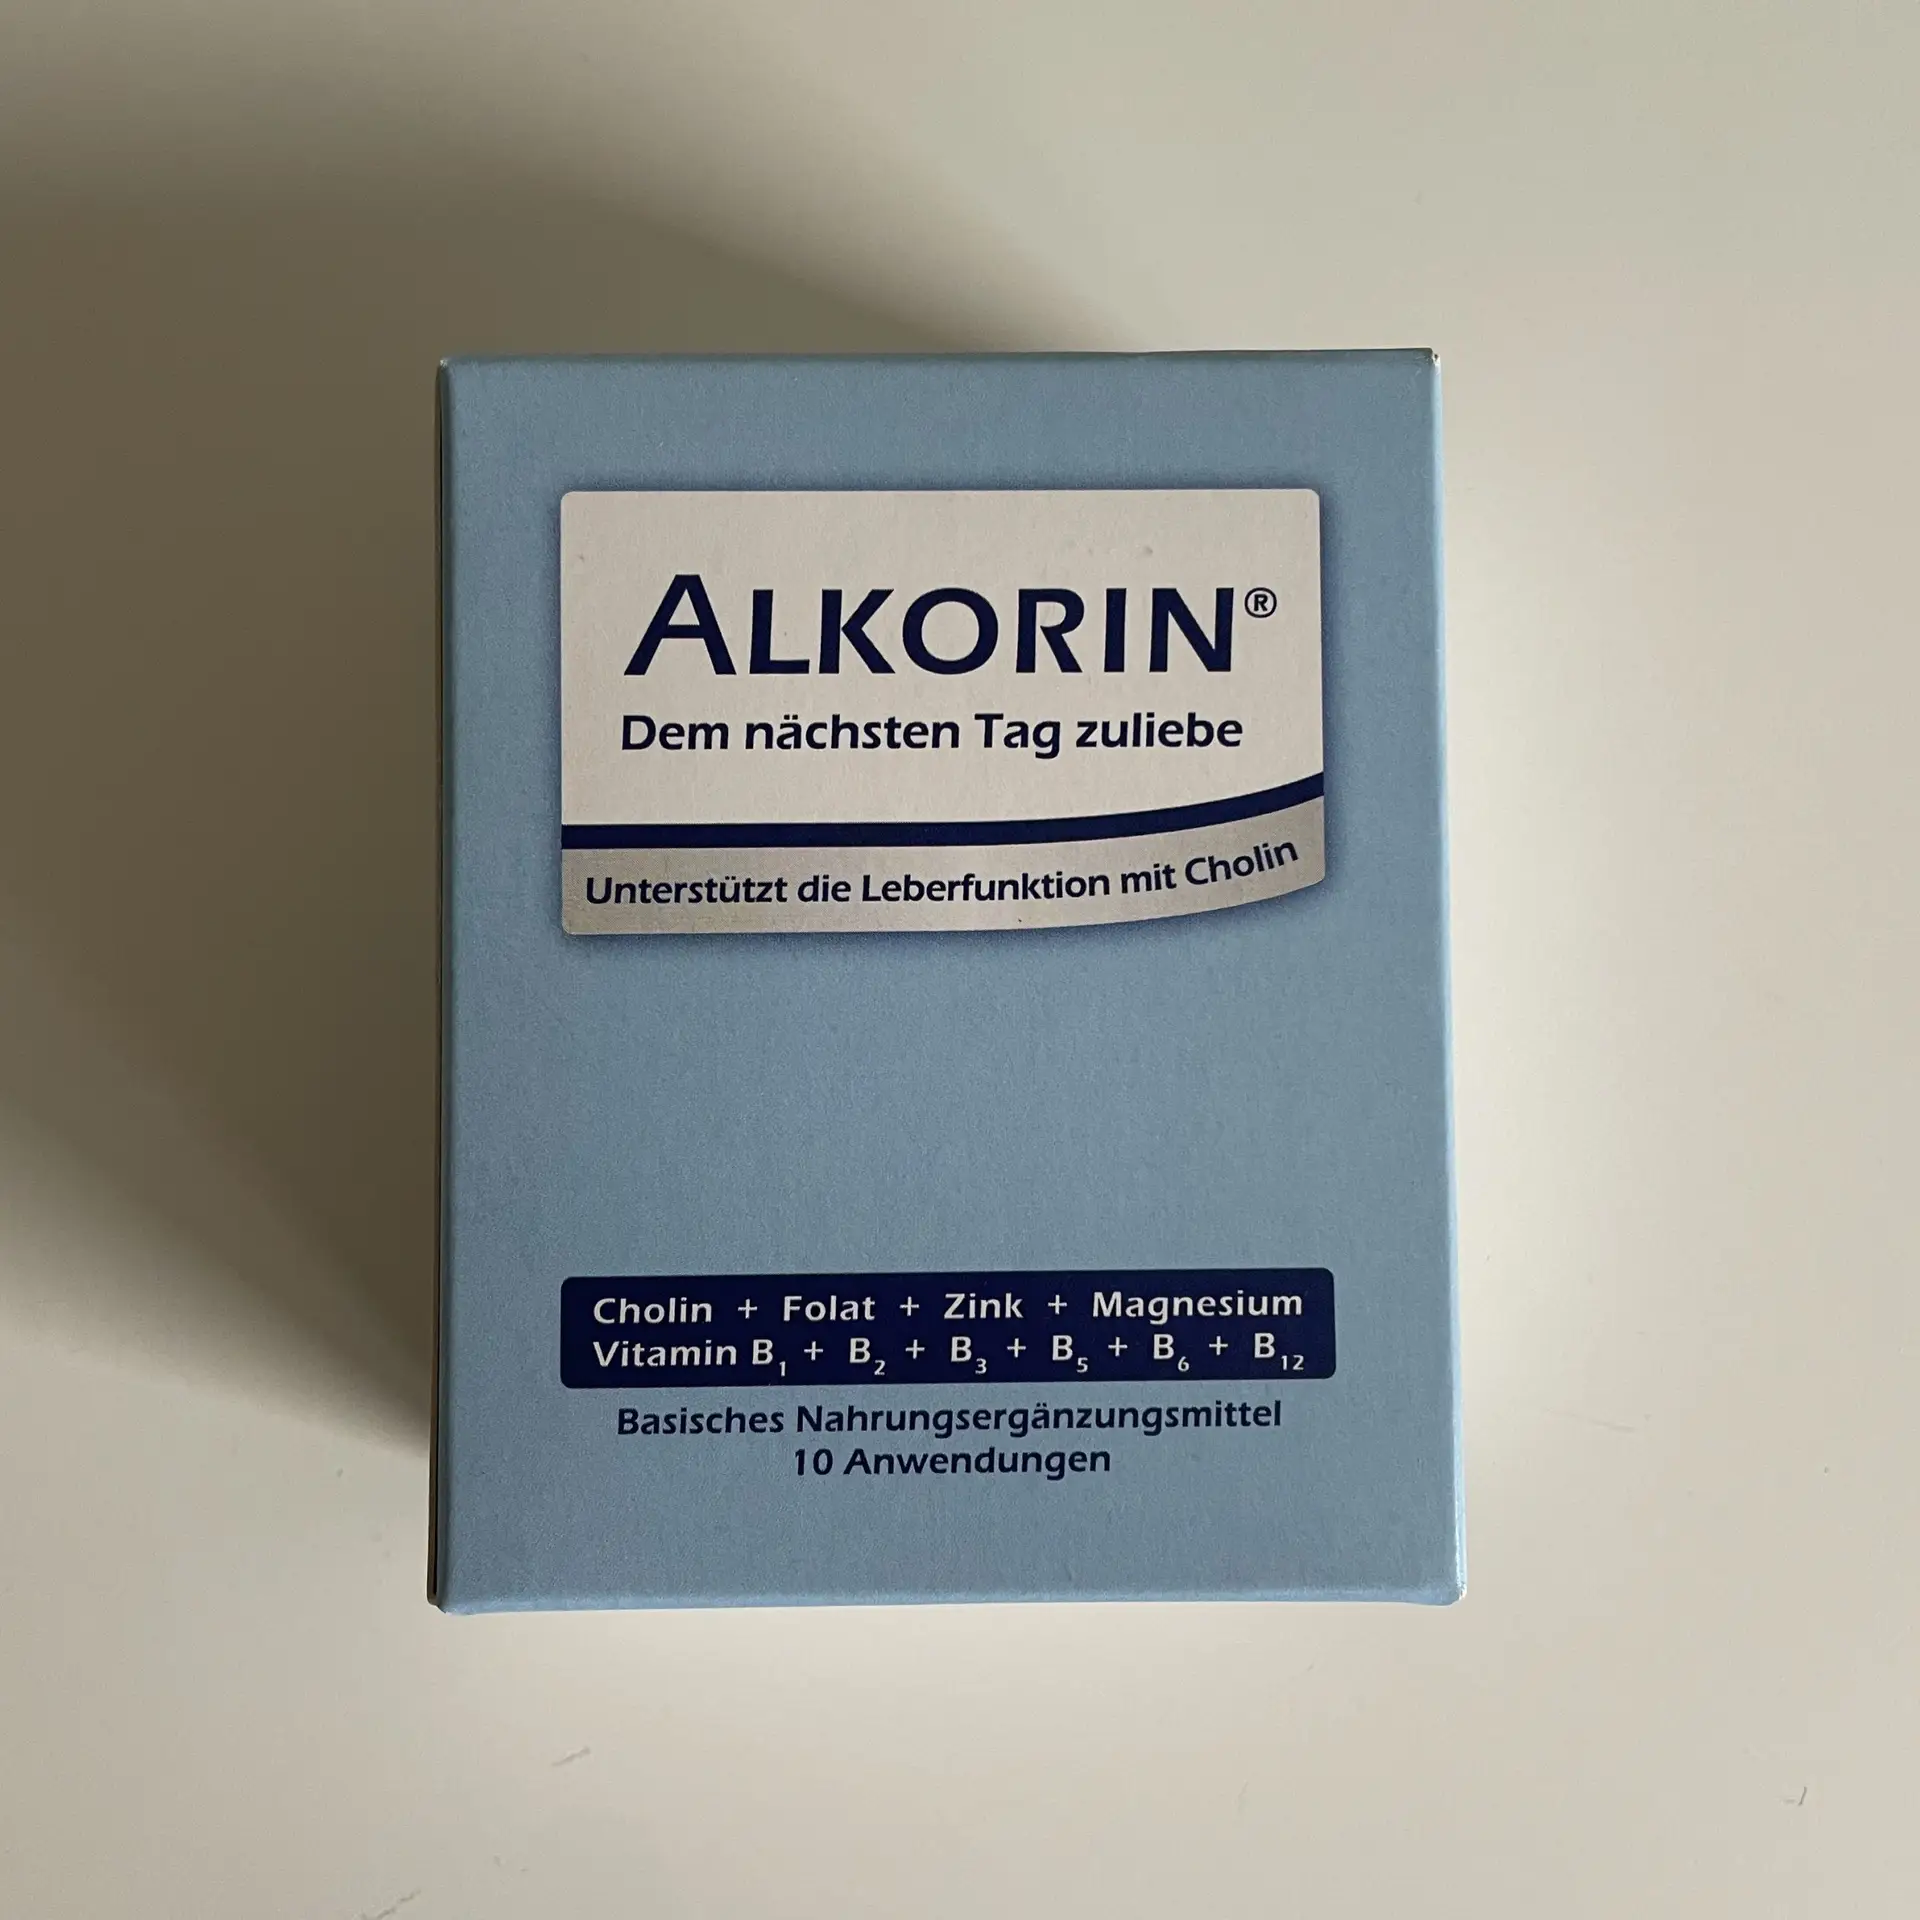 ALKORIN®
Dem nächsten Tag zuliebe
Unterstützt die Leberfunktion mit Cholin
Cholin + Folat + Zink + Magnesium
Vitamin B₁ + B₂ + B₃ + B₅ + B₆ + B₁₂
Basisches Nahrungsergänzungsmittel
10 Anwendungen